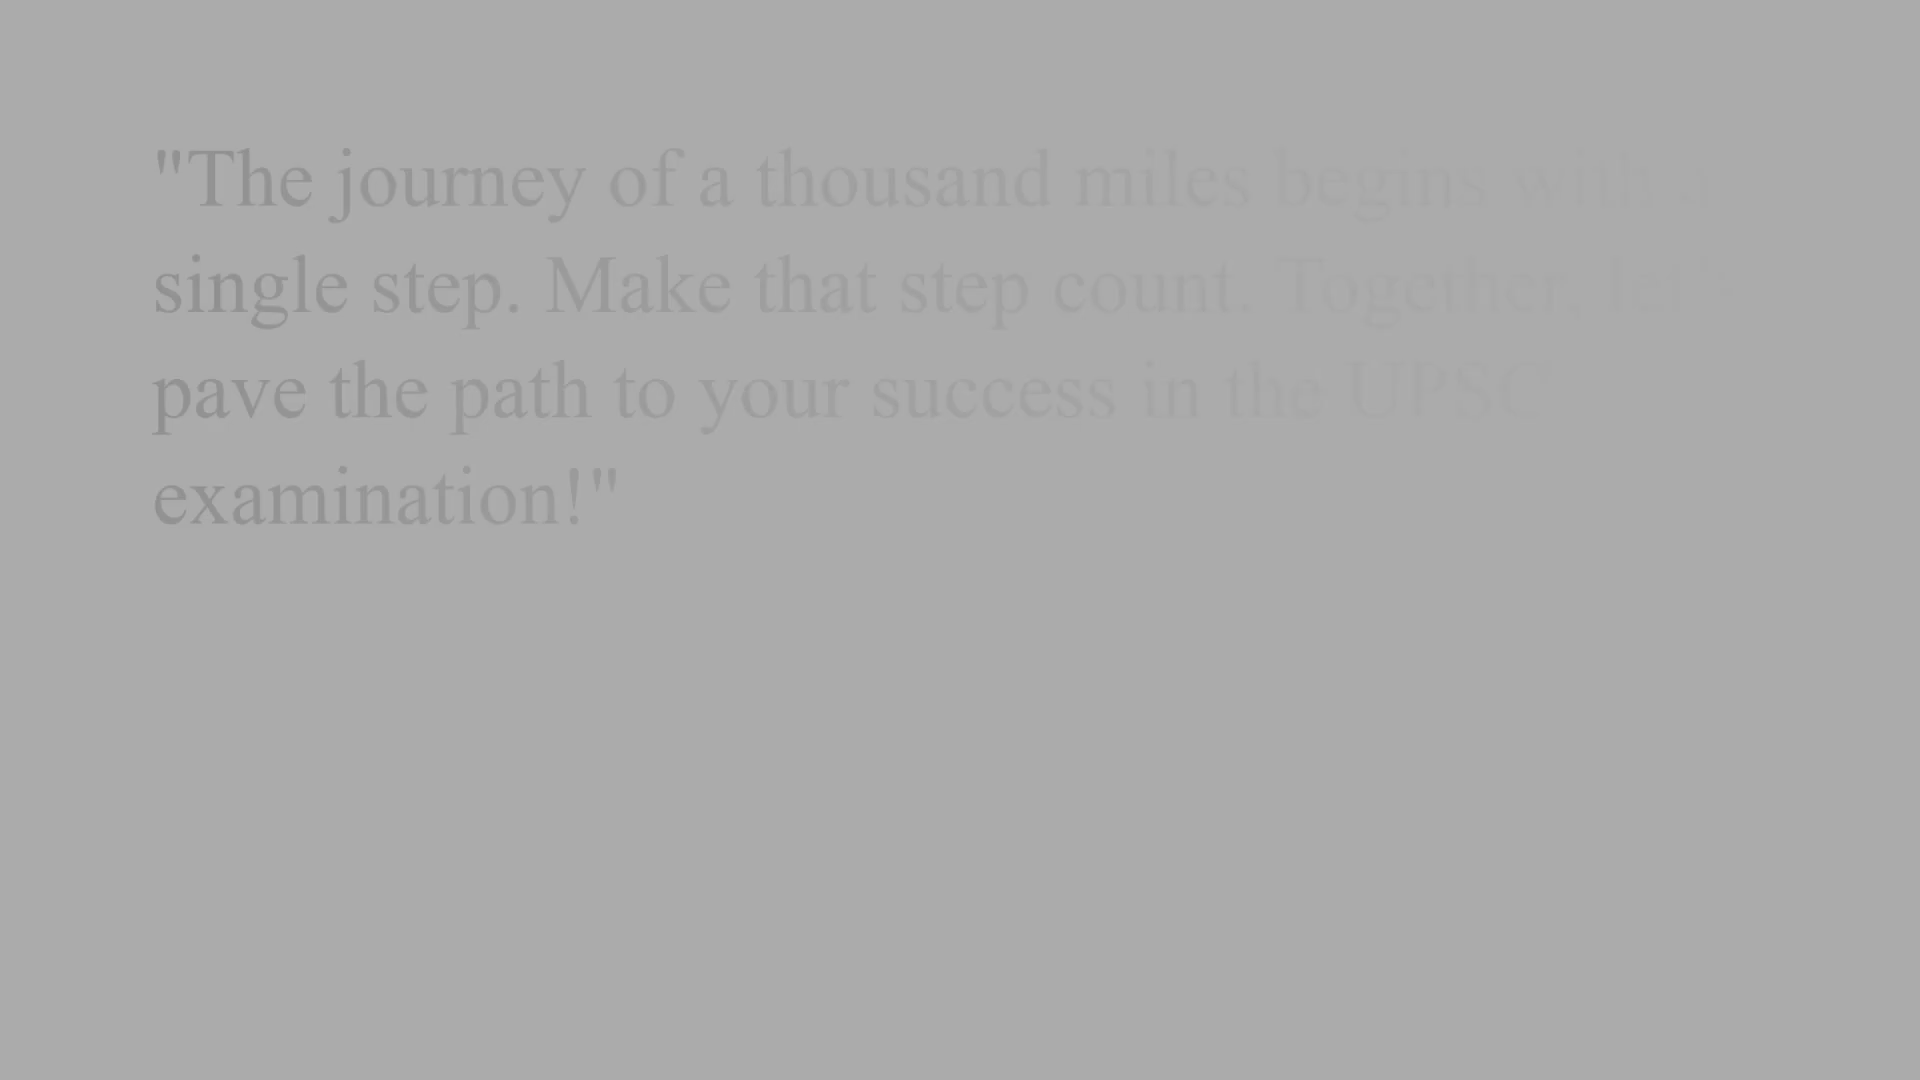 "The journey of a thousand miles begins with a
single step. Make that step count. Together, let's
pave the path to your success in the UPSC
examination!"